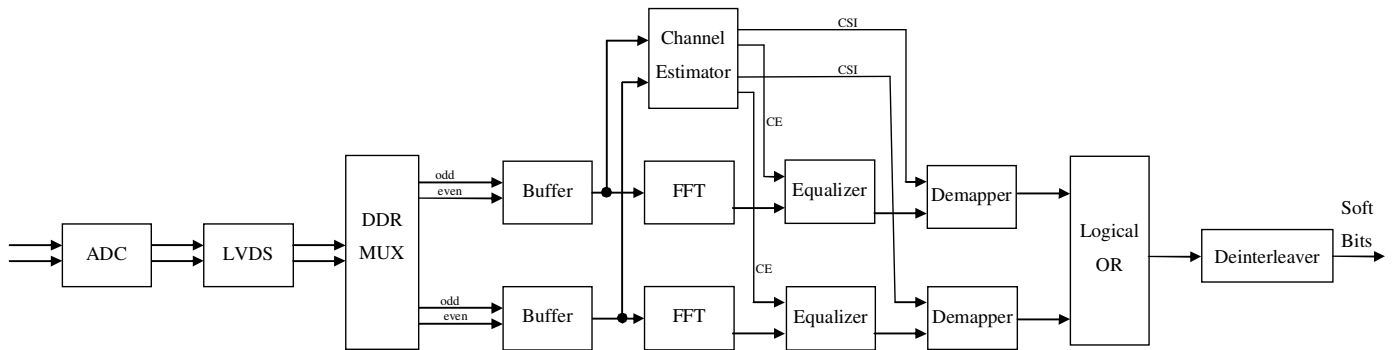 CSI
Channel
Estimator
CSI
CE
odd
even
Buffer
FFT
Equalizer
Demapper
DDR
MUX
ADC
LVDS
Logical
OR
Soft
Bits
Deinterleaver
CE
odd
even
Buffer
FFT
Equalizer
Demapper